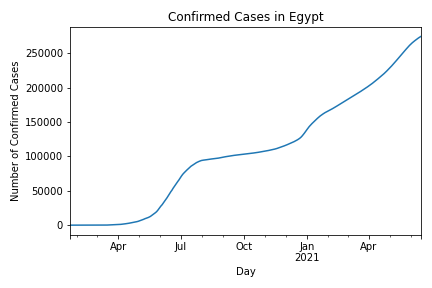 Confirmed Cases in Egypt
Number of Confirmed Cases
250000
200000
150000
100000
50000
0
Apr
Jul
Oct
Jan
2021
Apr
Day